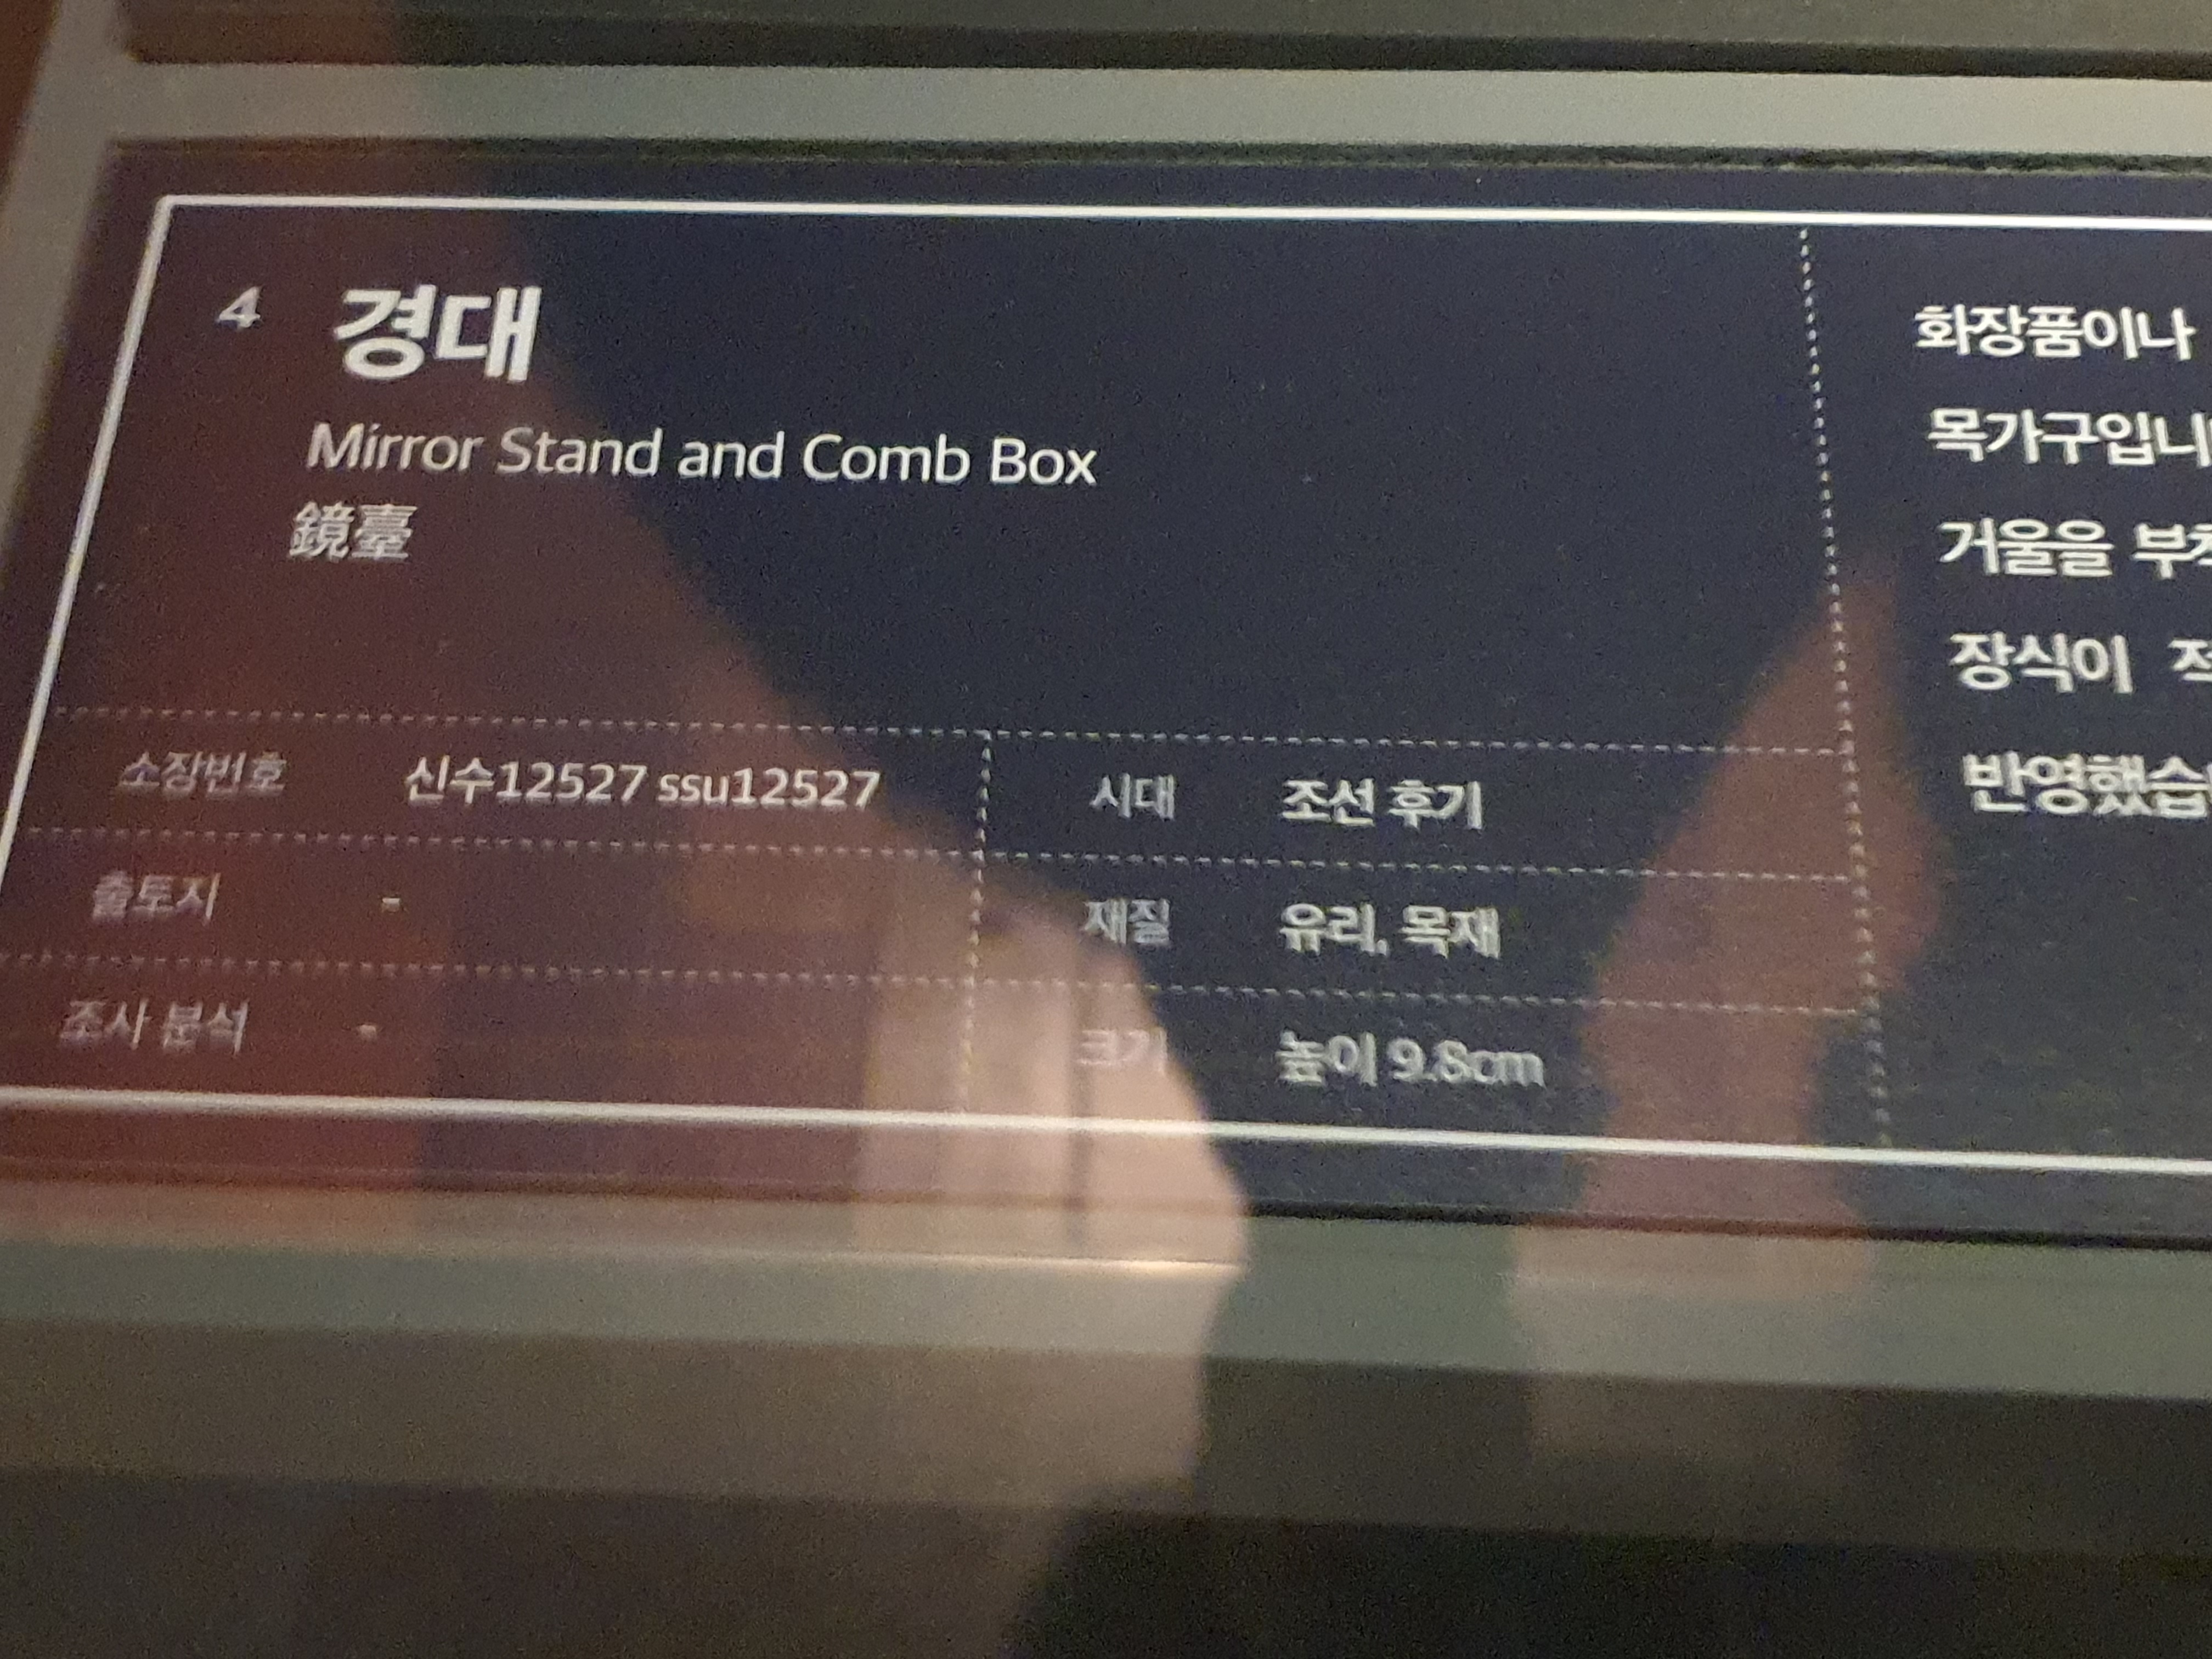 4 경대
Mirror Stand and Comb Box
鏡臺
소장번호 신수12527 ssu12527
출토지 -
조사 분석 -
시대 조선 후기
재질 유리, 목재
크기 높이 9.8cm
화장품이나
목가구입니
거울을
장식이
반영했습